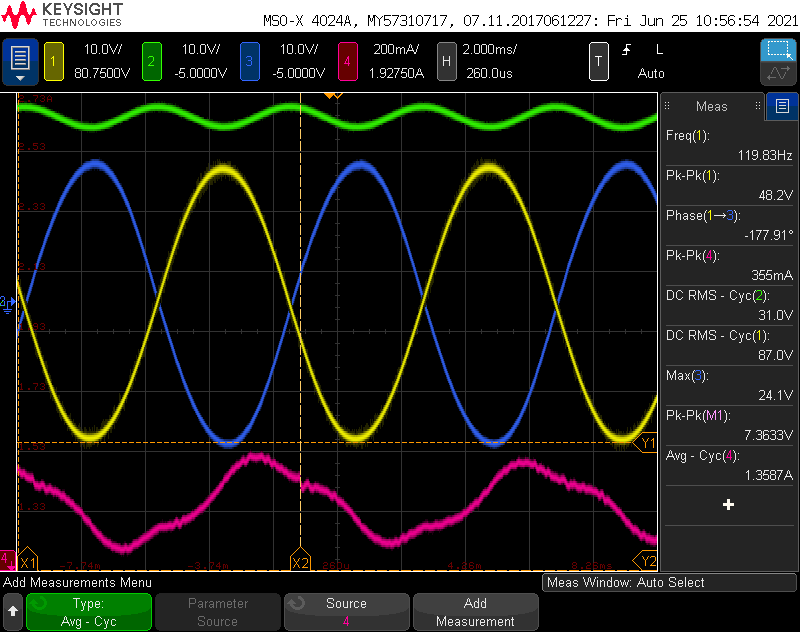 KEYSIGHT
TECHNOLOGIES
MSO-X 4024A, MY57310717, 07.11.2017061227: Fri Jun 25 10:56:54 2021
1 10.0V/ 2 10.0V/ 3 10.0V/ 4 200mA/ H 2.000ms/ T L
80.7500V -5.0000V -5.0000V 1.92750A 260.0us Auto
Meas
Freq(1):
119.83Hz
Pk-Pk(1):
48.2V
Phase(1→3):
-177.91°
Pk-Pk(4):
355mA
DC RMS - Cyc(2):
31.0V
DC RMS - Cyc(1):
87.0V
Max(3):
24.1V
Pk-Pk(M1):
7.3633V
Avg - Cyc(4):
1.3587A
+
Y1
4 X1 X2 Y2
Add Measurements Menu
Meas Window: Auto Select
Type:
Avg - Cyc
Parameter
Source
Source
4
Add
Measurement